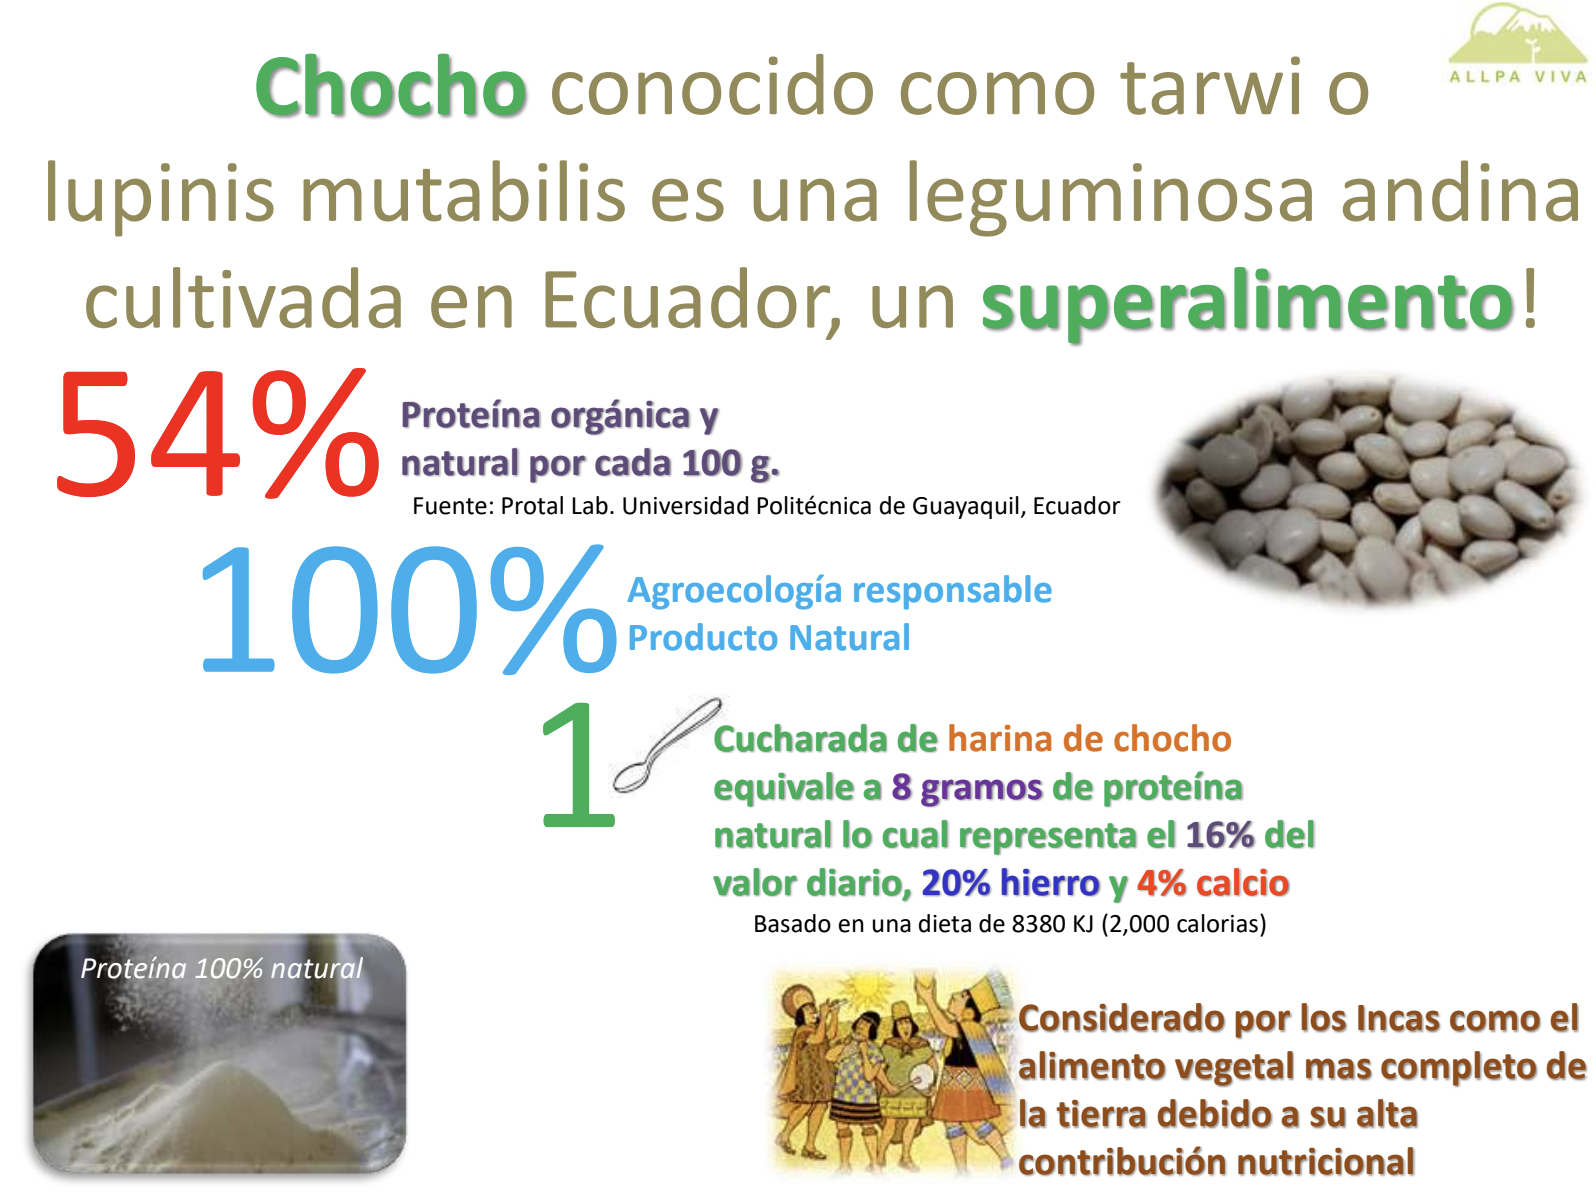 ALLPA VIVA
Chocho conocido como tarwi o
lupinis mutabilis es una leguminosa andina
cultivada en Ecuador, un superalimento!
54%
Proteína orgánica y
natural por cada 100 g.
Fuente: Protal Lab. Universidad Politécnica de Guayaquil, Ecuador
100%
Agroecología responsable
Producto Natural
1
Cucharada de harina de chocho
equivale a 8 gramos de proteína
natural lo cual representa el 16% del
valor diario, 20% hierro y 4% calcio
Basado en una dieta de 8380 KJ (2,000 calorias)
Proteína 100% natural
Considerado por los Incas como el
alimento vegetal mas completo de
la tierra debido a su alta
contribución nutricional